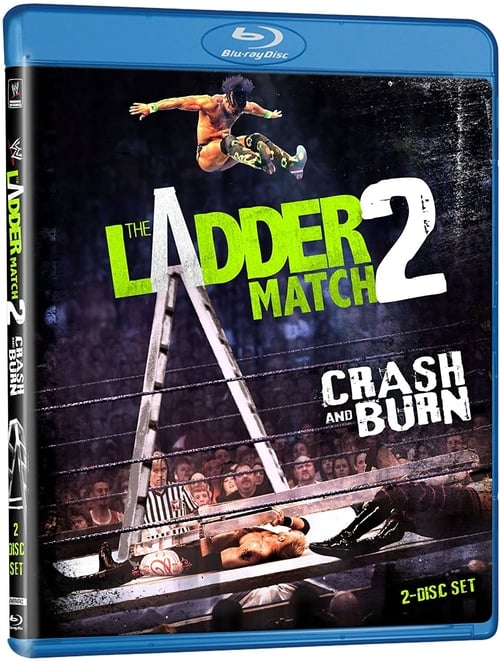 Blu-ray Disc
THE
LADDER
MATCH 2
CRASH
AND BURN
2-DISC SET
THE
LADDER
MATCH
2
CRASH
AND
BURN
2
DISC
SET